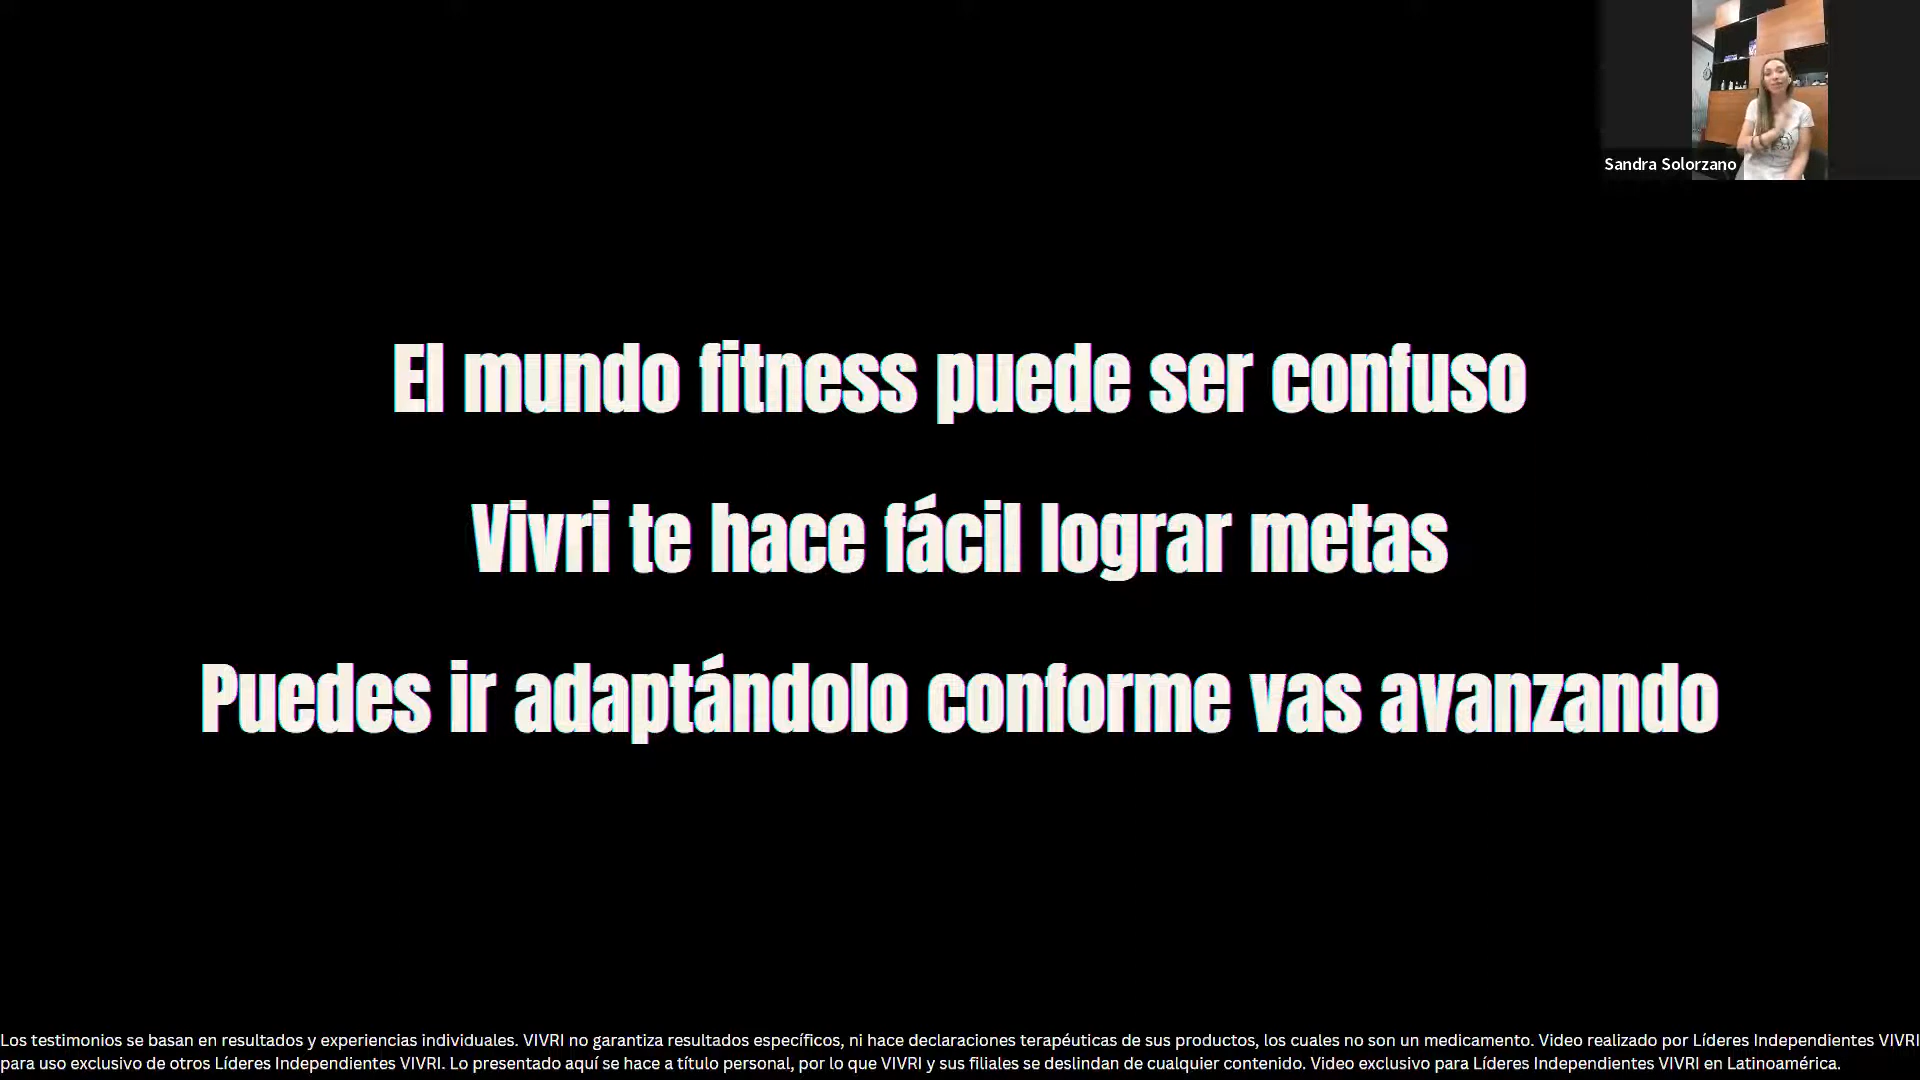 Sandra Solorzano
El mundo fitness puede ser confuso
Vivri te hace fácil lograr metas
Puedes ir adaptándolo conforme vas avanzando
Los testimonios se basan en resultados y experiencias individuales. VIVRI no garantiza resultados específicos, ni hace declaraciones terapéuticas de sus productos, los cuales no son un medicamento. Video realizado por Líderes Independientes VIVRI
para uso exclusivo de otros Líderes Independientes VIVRI. Lo presentado aquí se hace a título personal, por lo que VIVRI y sus filiales se deslindan de cualquier contenido. Video exclusivo para Líderes Independientes VIVRI en Latinoamérica.